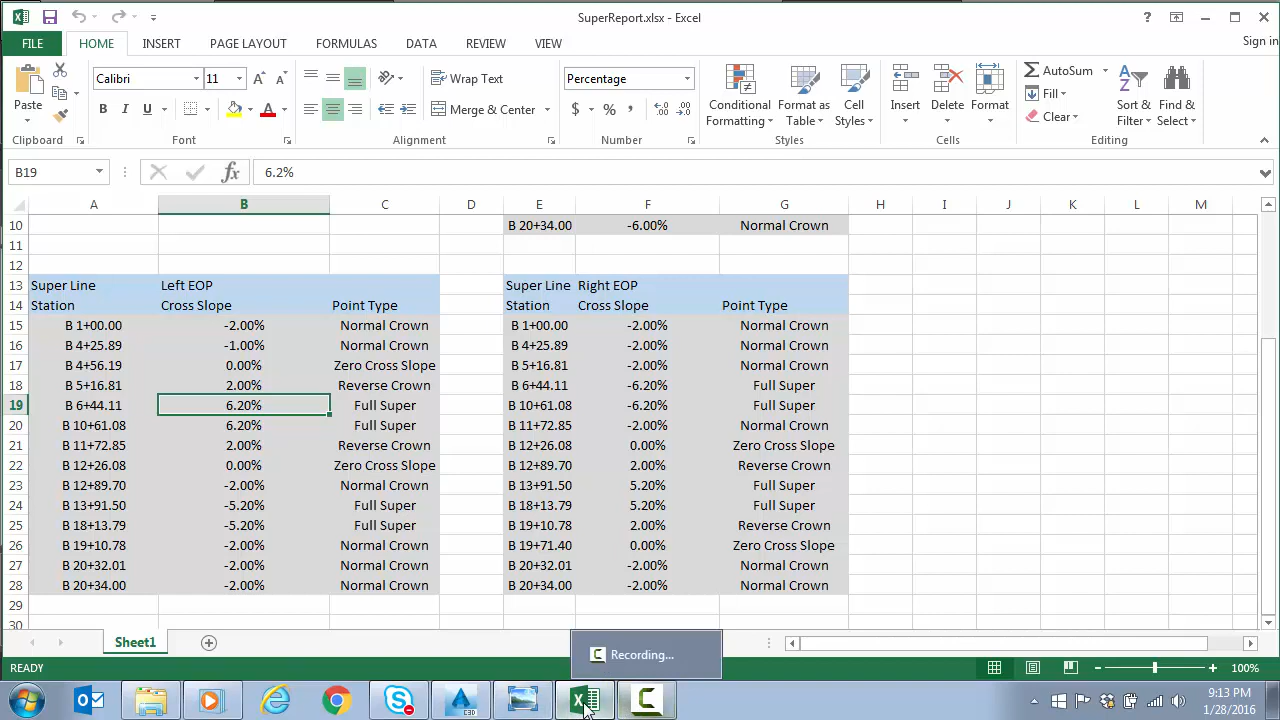 SuperReport.xlsx - Excel
FILE HOME INSERT PAGE LAYOUT FORMULAS DATA REVIEW VIEW Sign in
Calibri 11 Wrap Text Percentage AutoSum
Paste Merge & Center Fill
Conditional Formatting Format as Table Cell Styles Insert Delete Format Clear Sort & Filter Find & Select
Clipboard Font Alignment Number Styles Cells Editing
B19 6.2%
A B C D E F G H I J K L M
10 B 20+34.00 -6.00% Normal Crown
11
12
13 Super Line Left EOP Super Line Right EOP
14 Station Cross Slope Point Type Station Cross Slope Point Type
15 B 1+00.00 -2.00% Normal Crown B 1+00.00 -2.00% Normal Crown
16 B 4+25.89 -1.00% Normal Crown B 4+25.89 -2.00% Normal Crown
17 B 4+56.19 0.00% Zero Cross Slope B 5+16.81 -2.00% Normal Crown
18 B 5+16.81 2.00% Reverse Crown B 6+44.11 -6.20% Full Super
19 B 6+44.11 6.20% Full Super B 10+61.08 -6.20% Full Super
20 B 10+61.08 6.20% Full Super B 11+72.85 -2.00% Normal Crown
21 B 11+72.85 2.00% Reverse Crown B 12+26.08 0.00% Zero Cross Slope
22 B 12+26.08 0.00% Zero Cross Slope B 12+89.70 2.00% Reverse Crown
23 B 12+89.70 -2.00% Normal Crown B 13+91.50 5.20% Full Super
24 B 13+91.50 -5.20% Full Super B 18+13.79 5.20% Full Super
25 B 18+13.79 -5.20% Full Super B 19+10.78 2.00% Reverse Crown
26 B 19+10.78 -2.00% Normal Crown B 19+71.40 0.00% Zero Cross Slope
27 B 20+32.01 -2.00% Normal Crown B 20+32.01 -2.00% Normal Crown
28 B 20+34.00 -2.00% Normal Crown B 20+34.00 -2.00% Normal Crown
29
30
Sheet1
Recording...
READY 100%
9:13 PM
1/28/2016